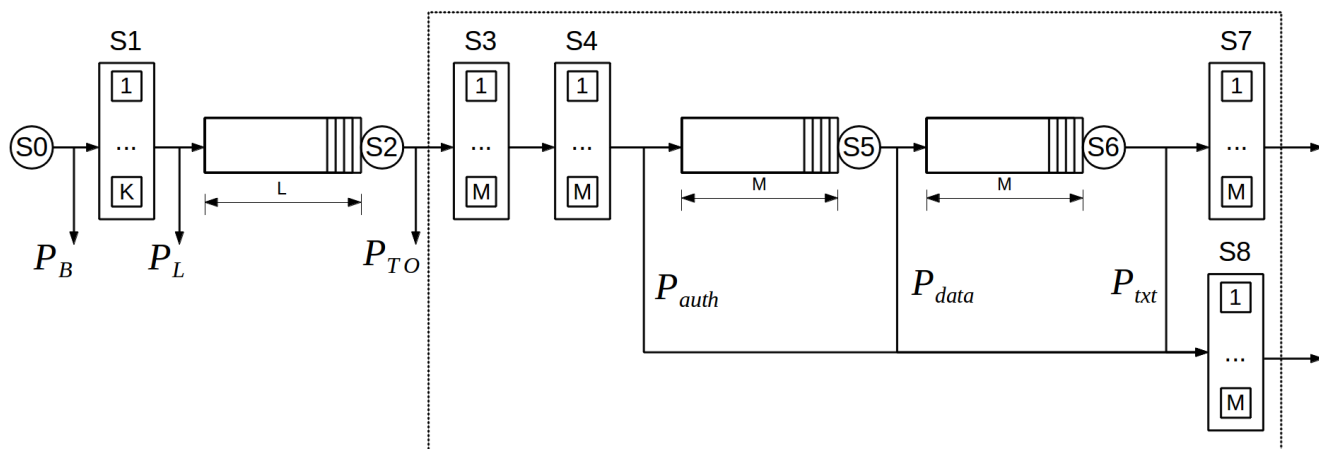 S1
S3
S4
S7
1
1
1
1
S0
...
S2
...
...
S5
S6
...
K
L
M
M
M
M
M
P_B
P_L
P_TO
P_auth
P_data
P_txt
S8
1
...
M